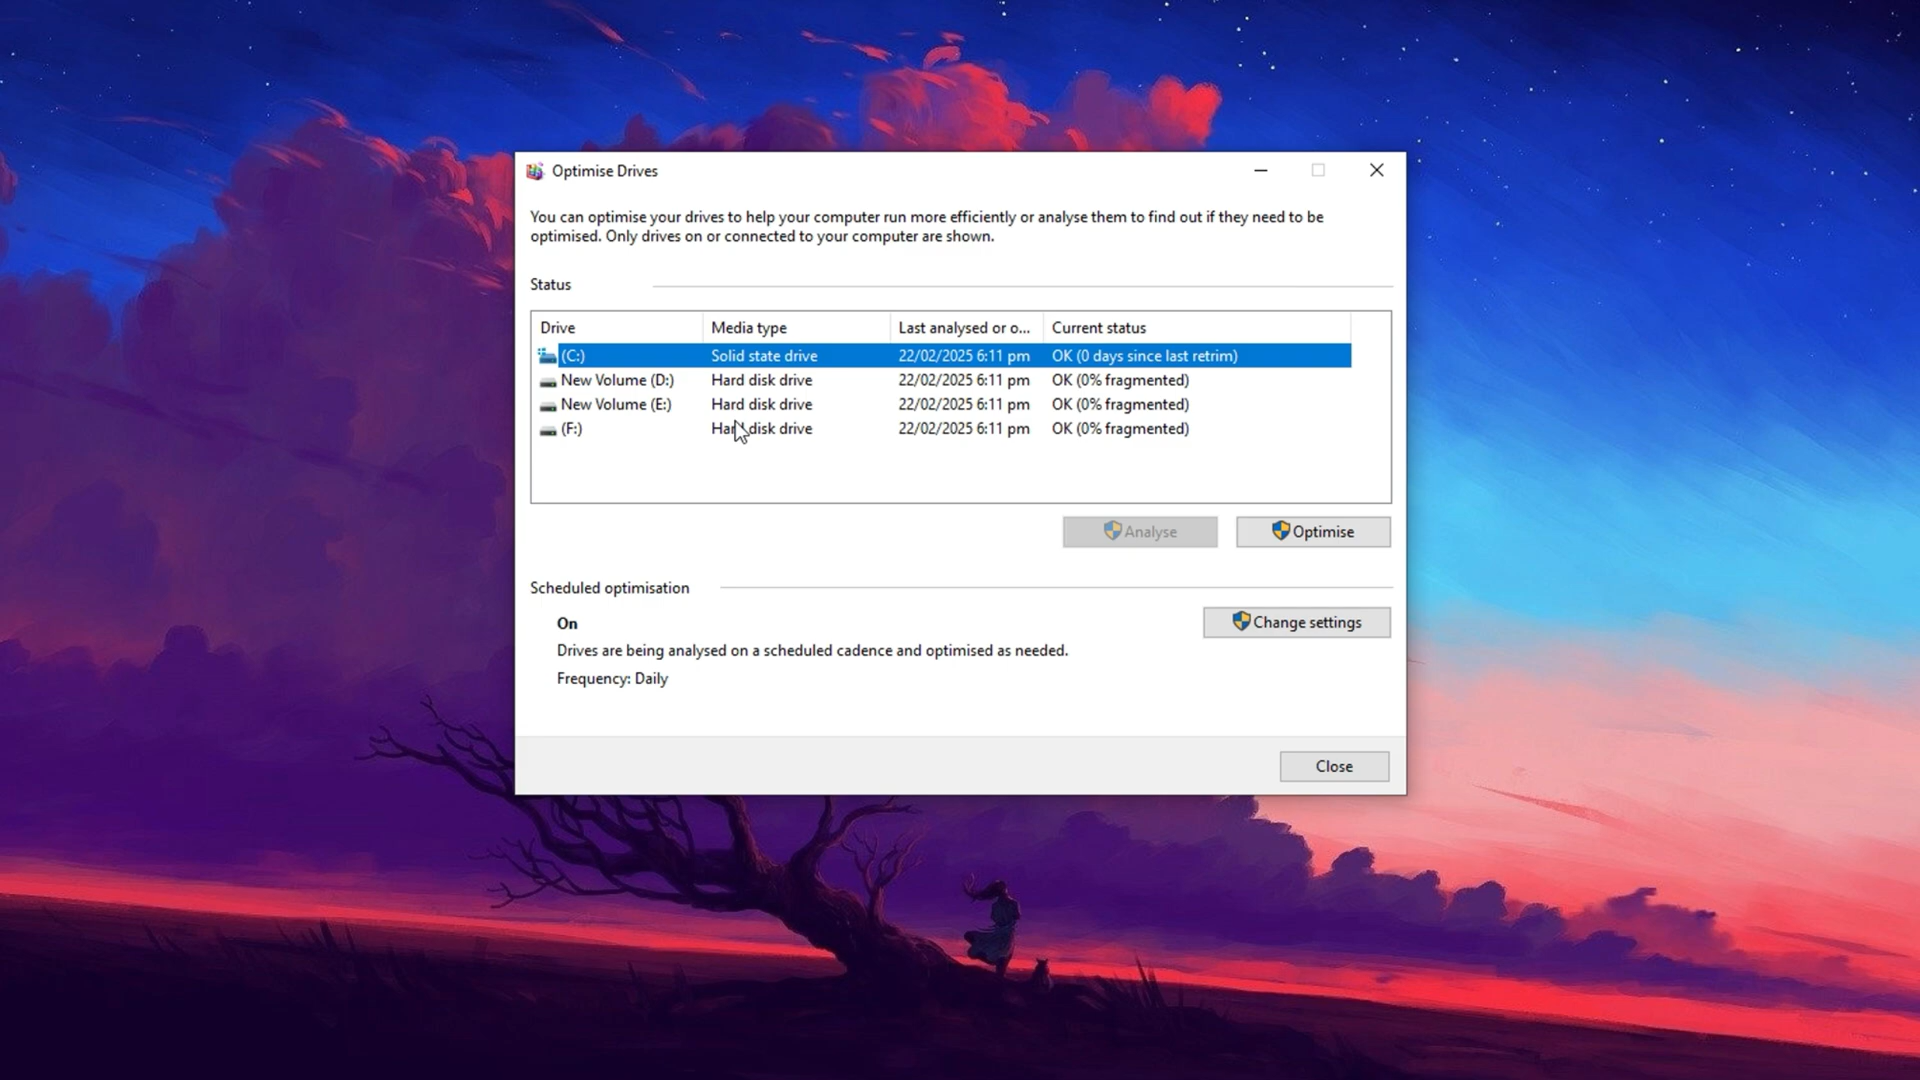 Optimise Drives
You can optimise your drives to help your computer run more efficiently or analyse them to find out if they need to be
optimised. Only drives on or connected to your computer are shown.
Status
Drive Media type Last analysed or o... Current status
(C:) Solid state drive 22/02/2025 6:11 pm OK (0 days since last retrim)
New Volume (D:) Hard disk drive 22/02/2025 6:11 pm OK (0% fragmented)
New Volume (E:) Hard disk drive 22/02/2025 6:11 pm OK (0% fragmented)
(F:) Hard disk drive 22/02/2025 6:11 pm OK (0% fragmented)
Analyse Optimise
Scheduled optimisation
On
Change settings
Drives are being analysed on a scheduled cadence and optimised as needed.
Frequency: Daily
Close